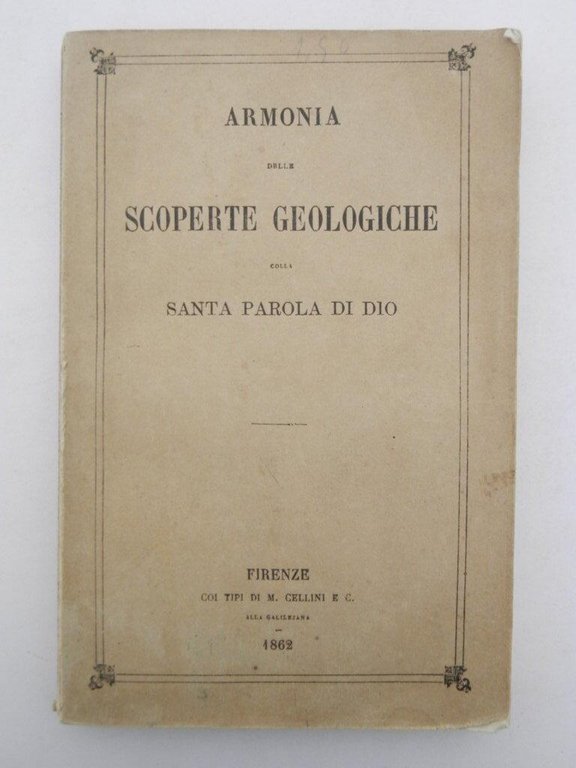 ARMONIA
DELLE
SCOPERTE GEOLOGICHE
COLLA
SANTA PAROLA DI DIO
FIRENZE
COI TIPI DI M. CELLINI E C.
ALLA GALILEIANA
1862